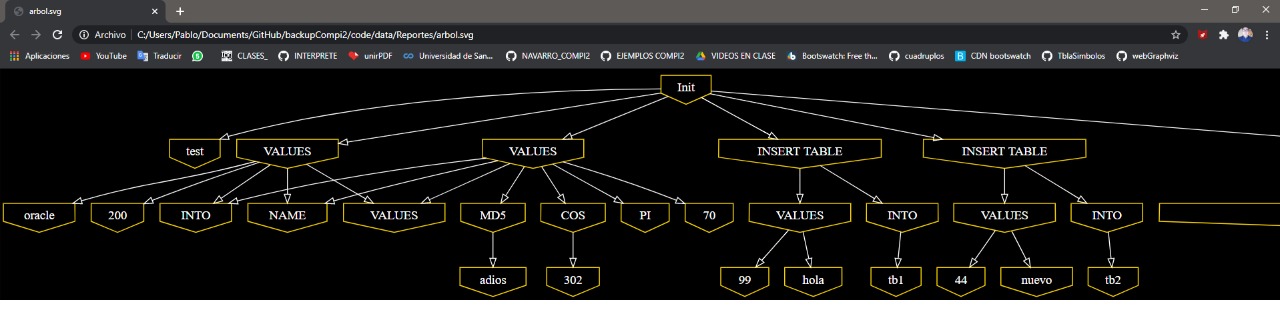 arbol.svg
Archivo | C:/Users/Pablo/Documents/GitHub/backupCompi2/code/data/Reportes/arbol.svg
Aplicaciones YouTube Traducir CLASES_ INTERPRETE unirPDF Universidad de San... NAVARRO_COMPI2 EJEMPLOS COMPI2 VIDEOS EN CLASE Bootswatch: Free th... cuadruplos CDN bootswatch TblaSimbolos webGraphviz
Init
test VALUES VALUES INSERT TABLE INSERT TABLE
oracle 200 INTO NAME VALUES MD5 COS PI 70 VALUES INTO VALUES INTO
adios 302 99 hola tb1 44 nuevo tb2